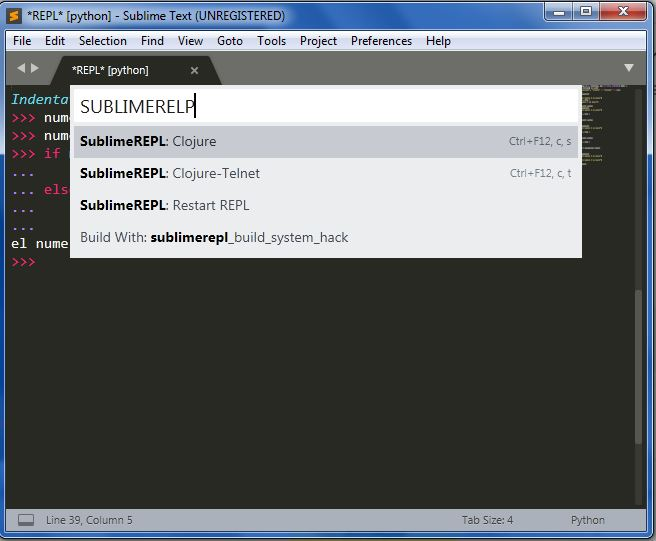 *REPL* [python] - Sublime Text (UNREGISTERED)
File Edit Selection Find View Goto Tools Project Preferences Help
*REPL* [python]
Indenta
SUBLIMERELP
>>> nume
>>> nume
>>> if
...
... els
...
...
el nume
>>>
SublimeREPL: Clojure Ctrl+F12, c, s
SublimeREPL: Clojure-Telnet Ctrl+F12, c, t
SublimeREPL: Restart REPL
Build With: sublimerepl_build_system_hack
Line 39, Column 5 Tab Size: 4 Python